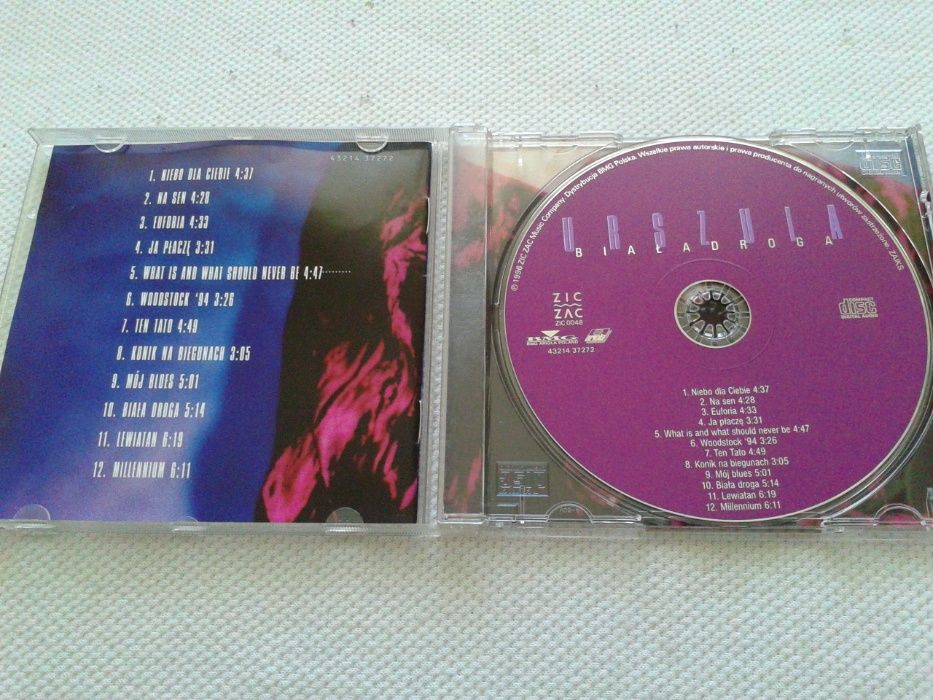 43214 37272
1. NIEBO DLA CIEBIE 4:37
2. NA SEN 4:28
3. EUFORIA 4:33
4. JA PŁACZĘ 3:31
5. WHAT IS AND WHAT SHOULD NEVER BE 4:47
6. WOODSTOCK '94 3:26
7. TEN TATO 4:49
8. KONIK NA BIEGUNACH 3:05
9. MÓJ BLUES 5:01
10. BIAŁA DROGA 5:14
11. LEWIATAN 6:19
12. MILLENNIUM 6:11
℗ 1996 ZIC ZAC Music Company. Dystrybucja BMG Polska. Wszelkie prawa autorskie i prawa producenta do nagranych utworów zastrzeżone. ZAIKS
URSZULA
BIAŁA DROGA
ZIC
ZAC
ZIC 0048
BMG
BMG ARIOLA POLAND
43214 37272
COMPACT
disc
DIGITAL AUDIO
1. Niebo dla Ciebie 4:37
2. Na sen 4:28
3. Euforia 4:33
4. Ja płaczę 3:31
5. What is and what should never be 4:47
6. Woodstock '94 3:26
7. Ten Tato 4:49
8. Konik na biegunach 3:05
9. Mój blues 5:01
10. Biała droga 5:14
11. Lewiatan 6:19
12. Millennium 6:11